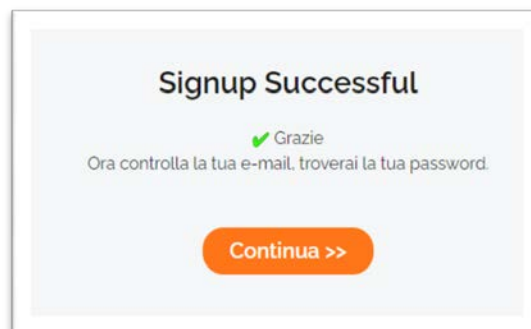 Signup Successful
✔ Grazie
Ora controlla la tua e-mail, troverai la tua password.
Continua >>